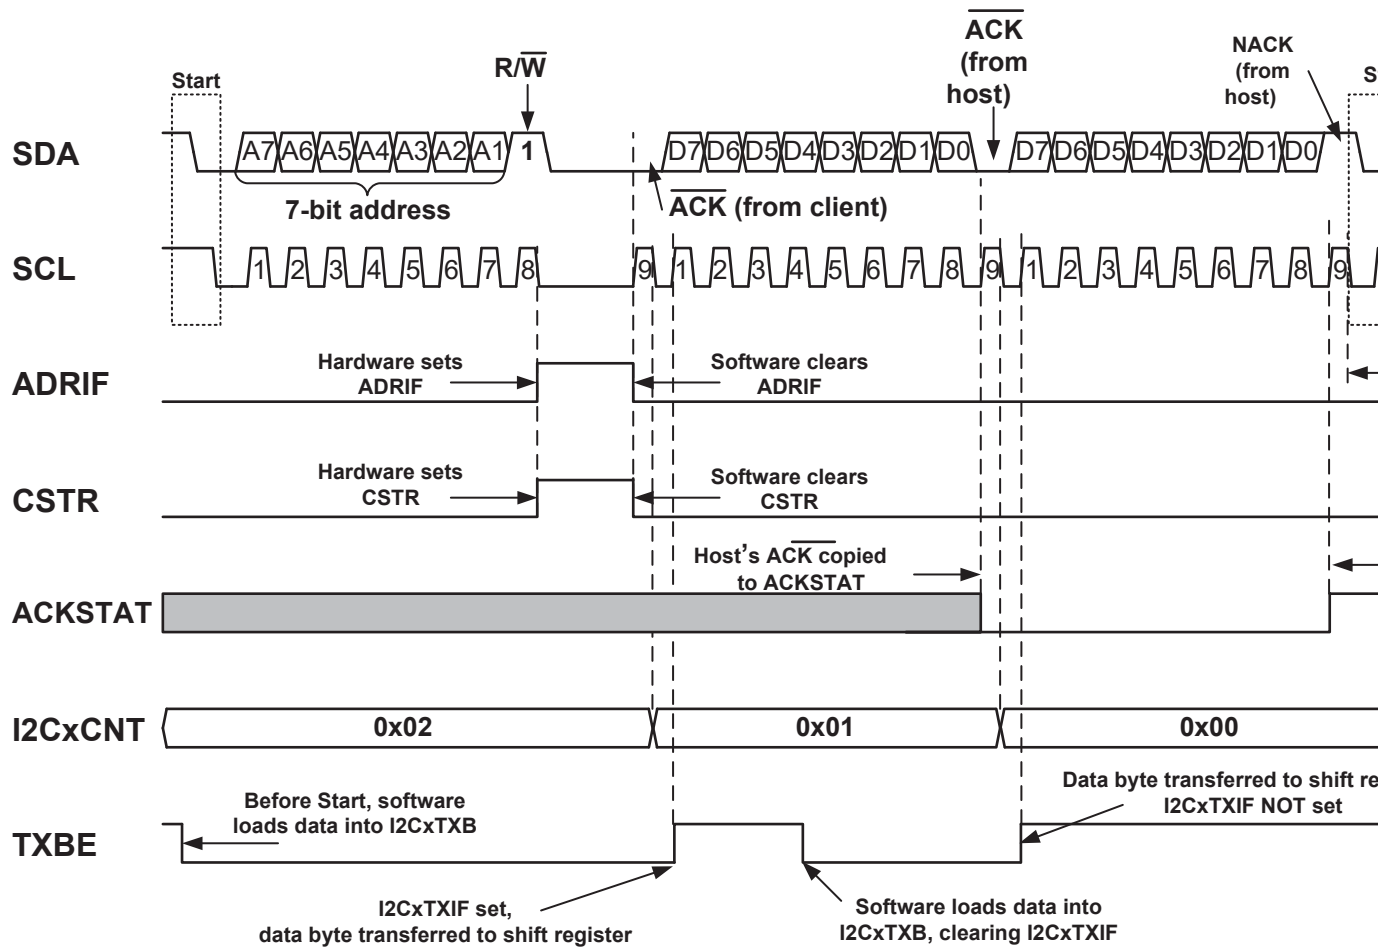 ACK
(from
host)
NACK
(from
host)
Start
R/W
S
SDA
A7 A6 A5 A4 A3 A2 A1 1
D7 D6 D5 D4 D3 D2 D1 D0
D7 D6 D5 D4 D3 D2 D1 D0
7-bit address
ACK (from client)
SCL
1 2 3 4 5 6 7 8 9 1 2 3 4 5 6 7 8 9 1 2 3 4 5 6 7 8 9
ADRIF
Hardware sets
ADRIF
Software clears
ADRIF
CSTR
Hardware sets
CSTR
Software clears
CSTR
Host's ACK copied
to ACKSTAT
ACKSTAT
I2CxCNT
0x02
0x01
0x00
TXBE
Before Start, software
loads data into I2CxTXB
Data byte transferred to shift re
I2CxTXIF NOT set
I2CxTXIF set,
data byte transferred to shift register
Software loads data into
I2CxTXB, clearing I2CxTXIF